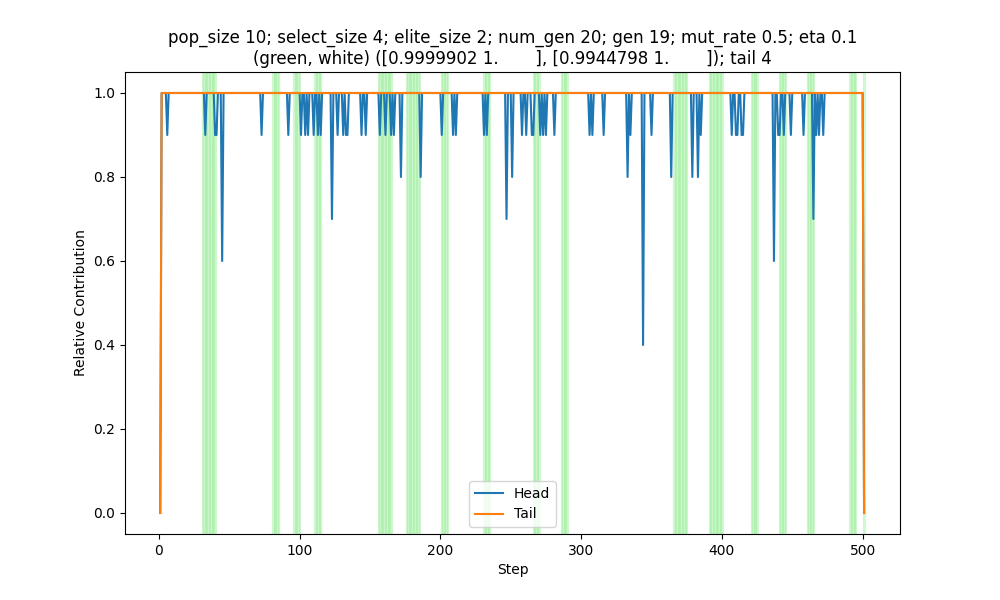 pop_size 10; select_size 4; elite_size 2; num_gen 20; gen 19; mut_rate 0.5; eta 0.1
(green, white) ([0.9999902 1.        ], [0.9944798 1.        ]); tail 4
1.0
0.8
0.6
0.4
0.2
0.0
Relative Contribution
Head
Tail
0 100 200 300 400 500
Step